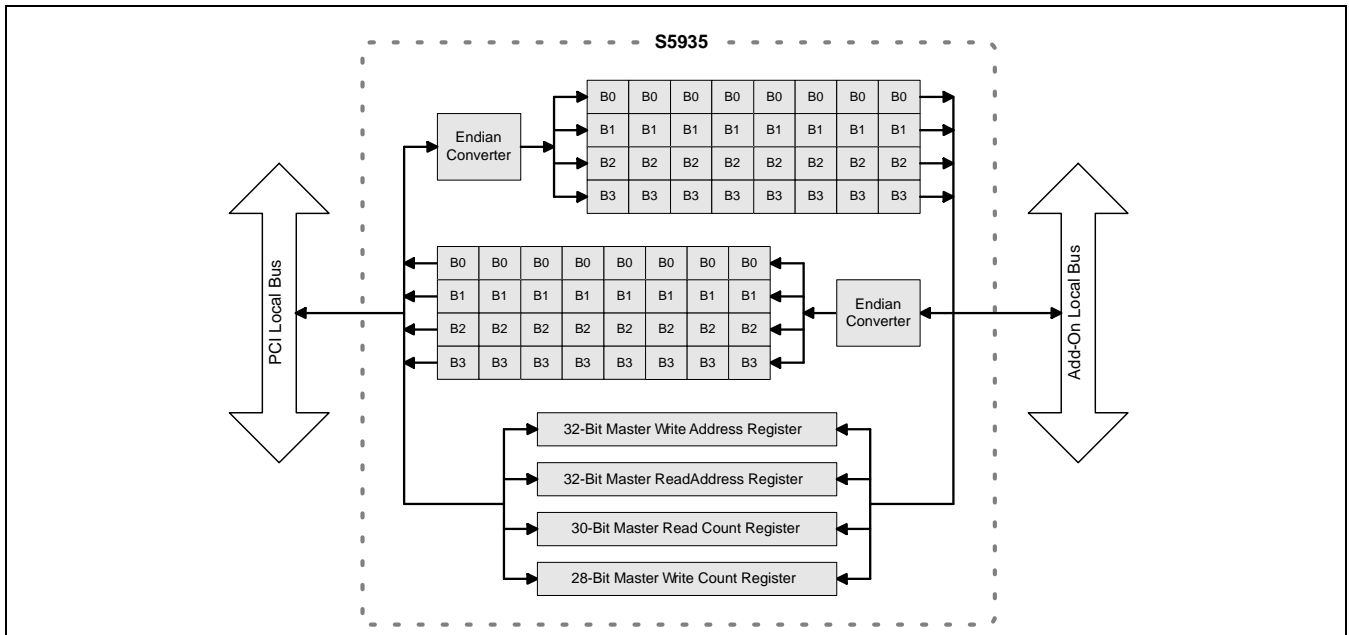 S5935
B0 B0 B0 B0 B0 B0 B0 B0
Endian
Converter
B1 B1 B1 B1 B1 B1 B1 B1
B2 B2 B2 B2 B2 B2 B2 B2
B3 B3 B3 B3 B3 B3 B3 B3
PCI Local Bus
B0 B0 B0 B0 B0 B0 B0 B0
B1 B1 B1 B1 B1 B1 B1 B1
B2 B2 B2 B2 B2 B2 B2 B2
B3 B3 B3 B3 B3 B3 B3 B3
Endian
Converter
Add-On Local Bus
32-Bit Master Write Address Register
32-Bit Master ReadAddress Register
30-Bit Master Read Count Register
28-Bit Master Write Count Register